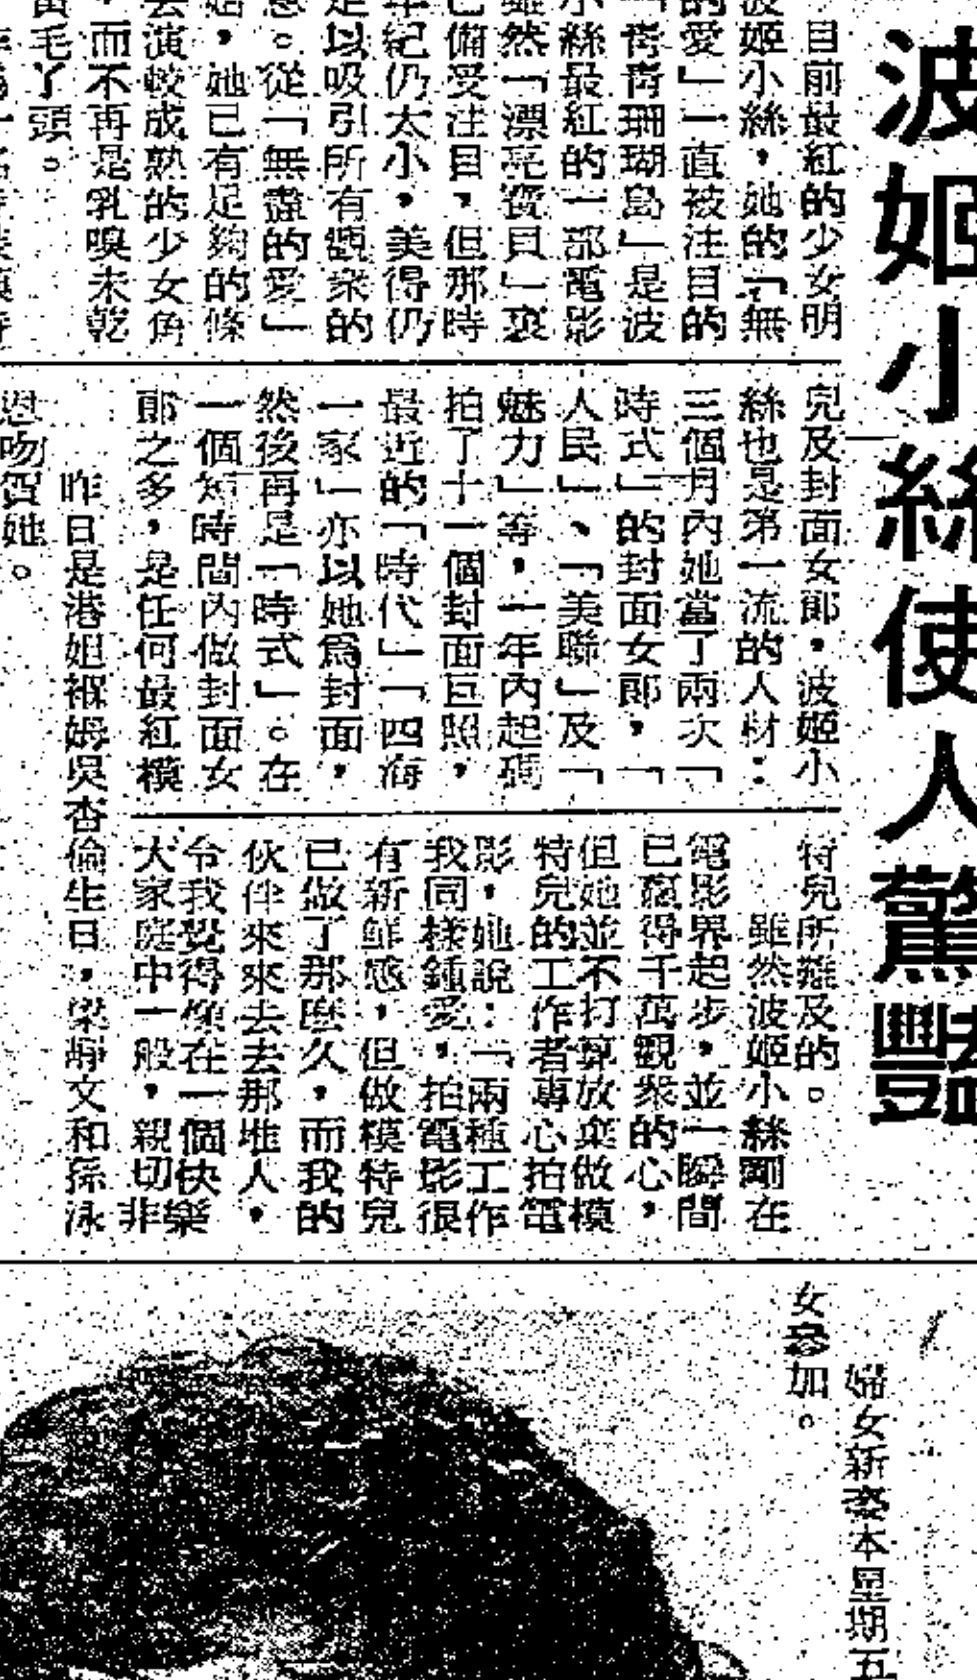 波姬小絲使人驚豔
目前最紅的少女明
波姬小絲，她的「無
的愛」一直被注目的
「青青珊瑚島」是波
小絲最紅的一部電影
雖然「漂亮寶貝」裏
已備受注目，但那時
年紀仍太小，美得仍
足以吸引所有觀眾的
。從「無盡的愛」
，她已有足夠的條
去演較成熟的少女角
，而不再是乳嗅未乾
黃毛丫頭。
兒及封面女郎，波姬小
絲也是第一流的人材：
三個月內她當了兩次「
時式」的封面女郎，「
人民」、「美聯」及「
魅力」等，一年內起碼
拍了十一個封面巨照，
最近的「時代」「四海
一家」亦以她爲封面，
然後再是「時式」。在
一個短時間內做封面女
郎之多，是任何最紅模
特兒所難及的。
雖然波姬小絲剛在
電影界起步，並一瞬間
已竊得千萬觀眾的心，
但她並不打算放棄做模
特兒的工作者專心拍電
影，她說：「兩種工作
我同樣鍾愛，拍電影很
有新鮮感，但做模特兒
已做了那麽久，而我的
伙伴來來去去那堆人，
令我覺得像在一個快樂
大家庭中一般，親切非
昨日是港姐褓姆吳杏倫生日，梁靜文和孫泳
恩吻賀她。
婦女新姿本星期五
女參加。